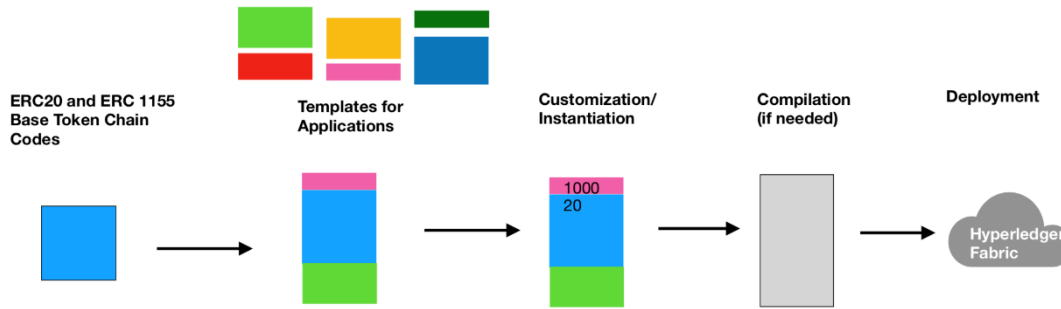 ERC20 and ERC 1155
Base Token Chain
Codes
Templates for
Applications
Customization/
Instantiation
Compilation
(if needed)
Deployment
1000
20
Hyperledger
Fabric